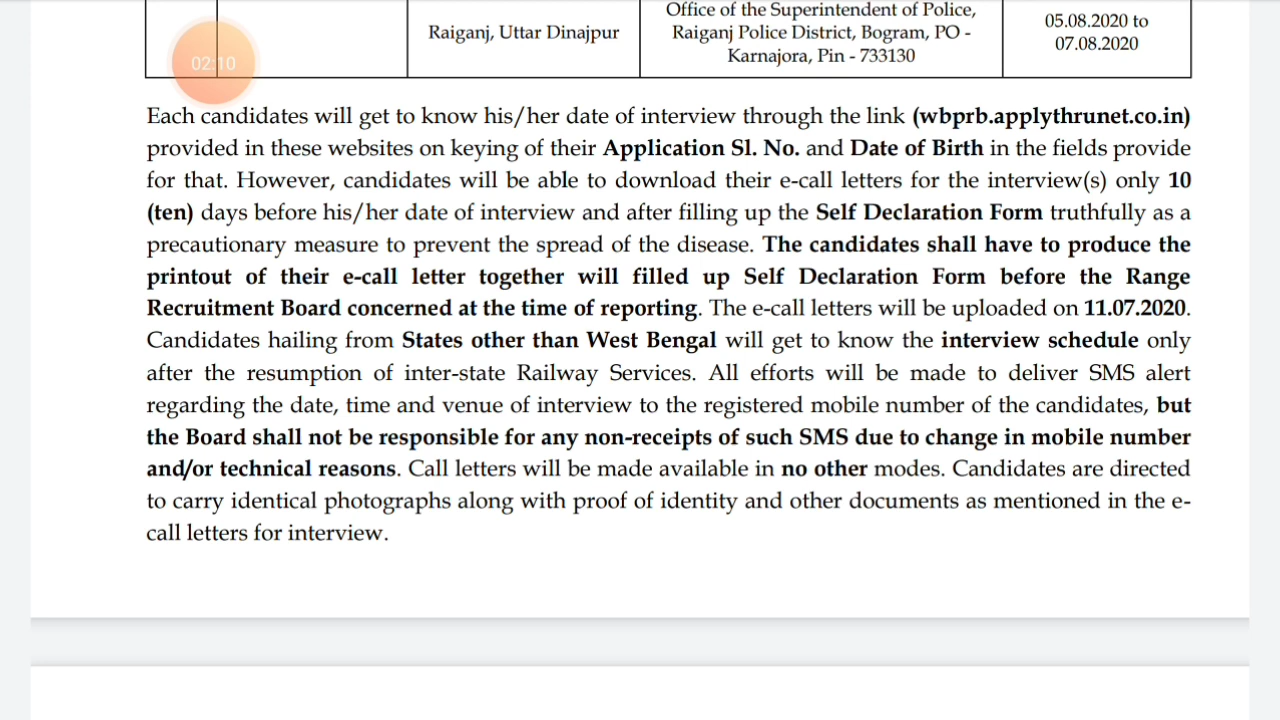 Office of the Superintendent of Police,
Raiganj, Uttar Dinajpur
Raiganj Police District, Bogram, PO -
Karnajora, Pin - 733130
05.08.2020 to
07.08.2020
02:10
Each candidates will get to know his/her date of interview through the link (wbprb.applythrunet.co.in)
provided in these websites on keying of their Application Sl. No. and Date of Birth in the fields provide
for that. However, candidates will be able to download their e-call letters for the interview(s) only 10
(ten) days before his/her date of interview and after filling up the Self Declaration Form truthfully as a
precautionary measure to prevent the spread of the disease. The candidates shall have to produce the
printout of their e-call letter together will filled up Self Declaration Form before the Range
Recruitment Board concerned at the time of reporting. The e-call letters will be uploaded on 11.07.2020.
Candidates hailing from States other than West Bengal will get to know the interview schedule only
after the resumption of inter-state Railway Services. All efforts will be made to deliver SMS alert
regarding the date, time and venue of interview to the registered mobile number of the candidates, but
the Board shall not be responsible for any non-receipts of such SMS due to change in mobile number
and/or technical reasons. Call letters will be made available in no other modes. Candidates are directed
to carry identical photographs along with proof of identity and other documents as mentioned in the e-
call letters for interview.